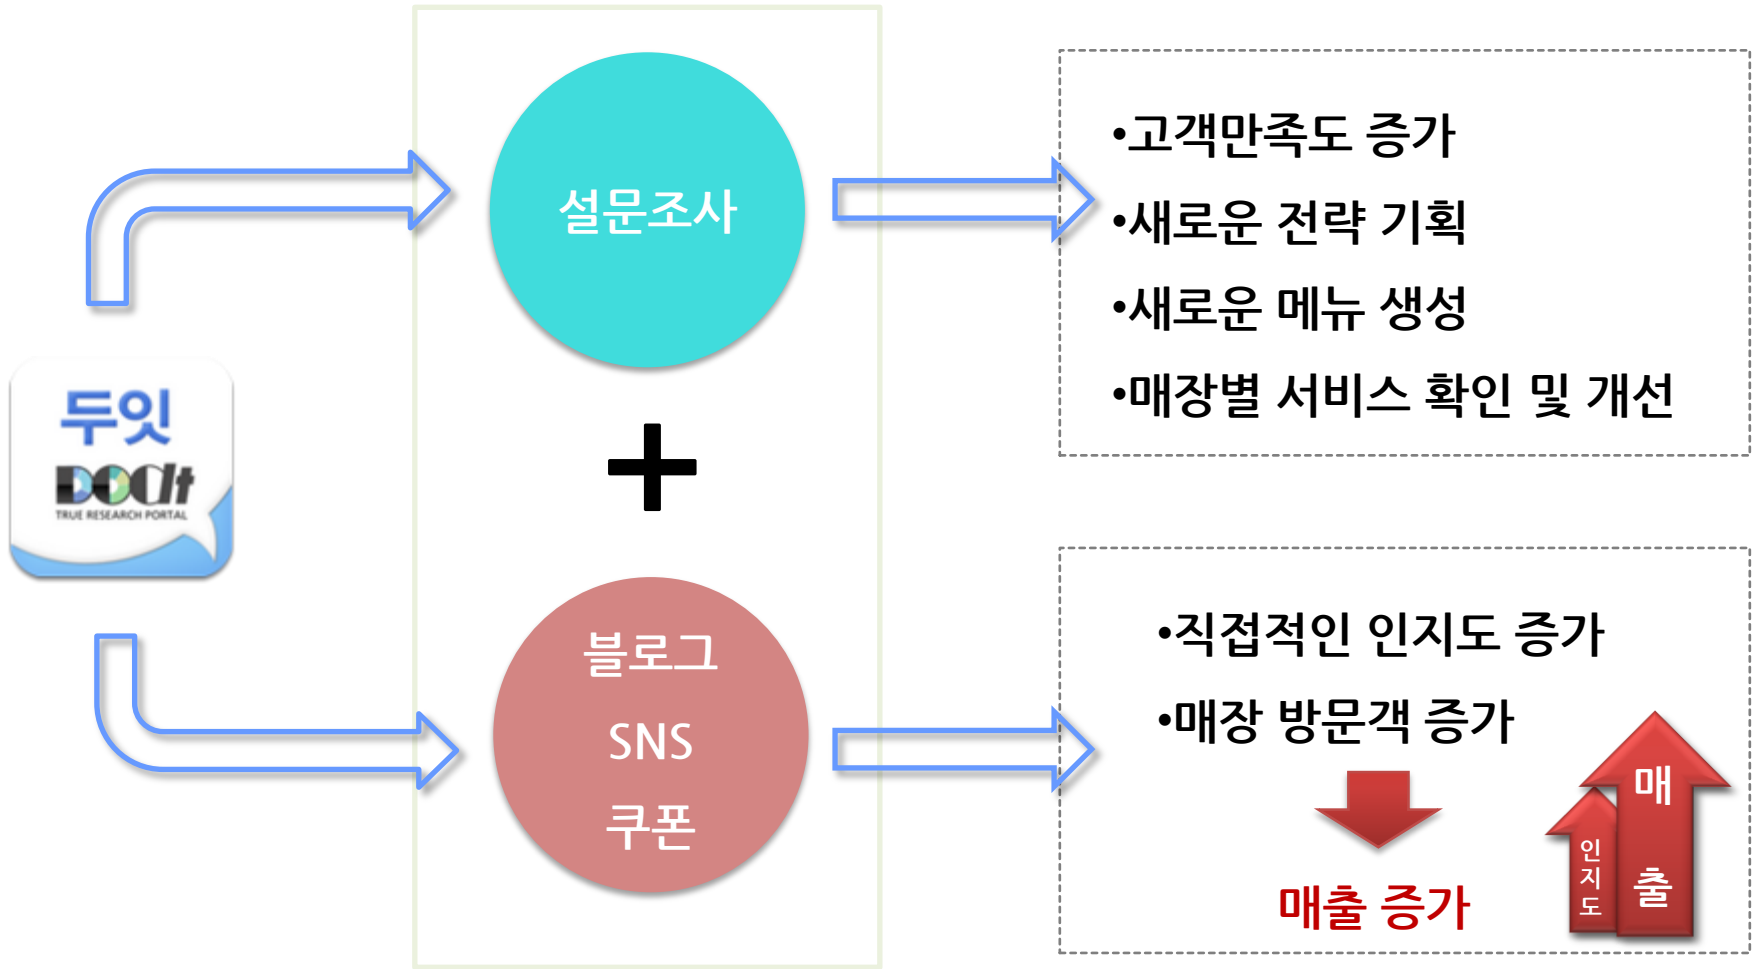 두잇
DOOIt
TRUE RESEARCH PORTAL
설문조사
+
블로그
SNS
쿠폰
•고객만족도 증가
•새로운 전략 기획
•새로운 메뉴 생성
•매장별 서비스 확인 및 개선
•직접적인 인지도 증가
•매장 방문객 증가
매출 증가
인지도
매출